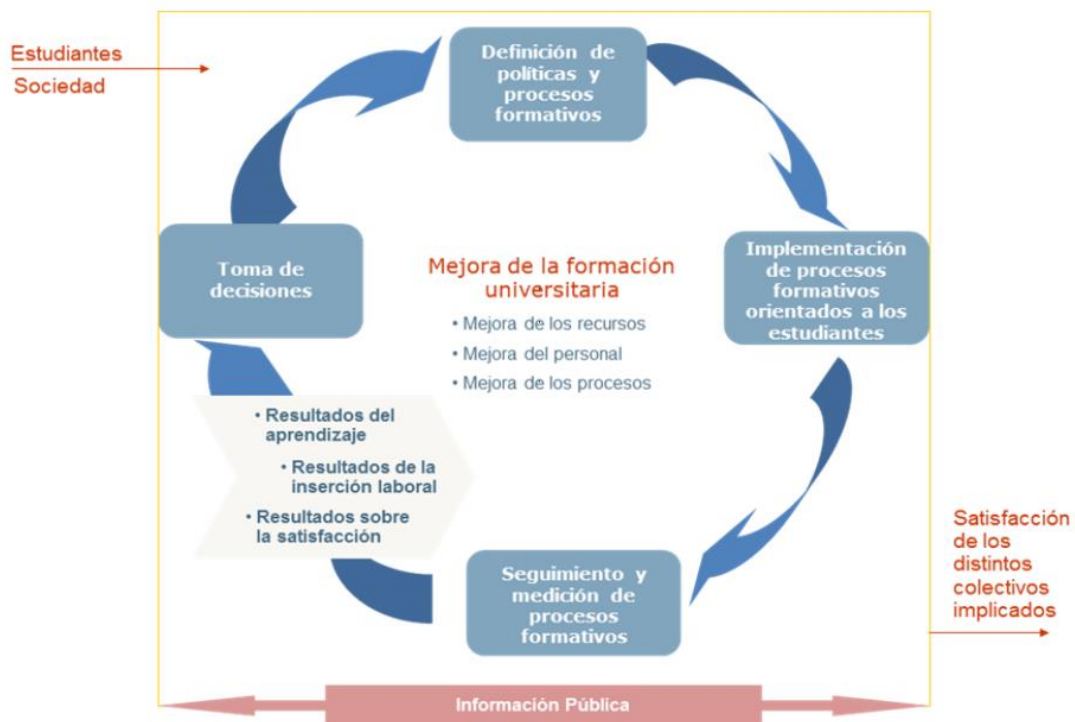 Estudiantes
Sociedad
Definición de
políticas y
procesos
formativos
Toma de
decisiones
Mejora de la formación
universitaria
• Mejora de los recursos
• Mejora del personal
• Mejora de los procesos
Implementación
de procesos
formativos
orientados a los
estudiantes
• Resultados del
aprendizaje
• Resultados de la
inserción laboral
• Resultados sobre
la satisfacción
Seguimiento y
medición de
procesos
formativos
Satisfacción
de los
distintos
colectivos
implicados
Información Pública